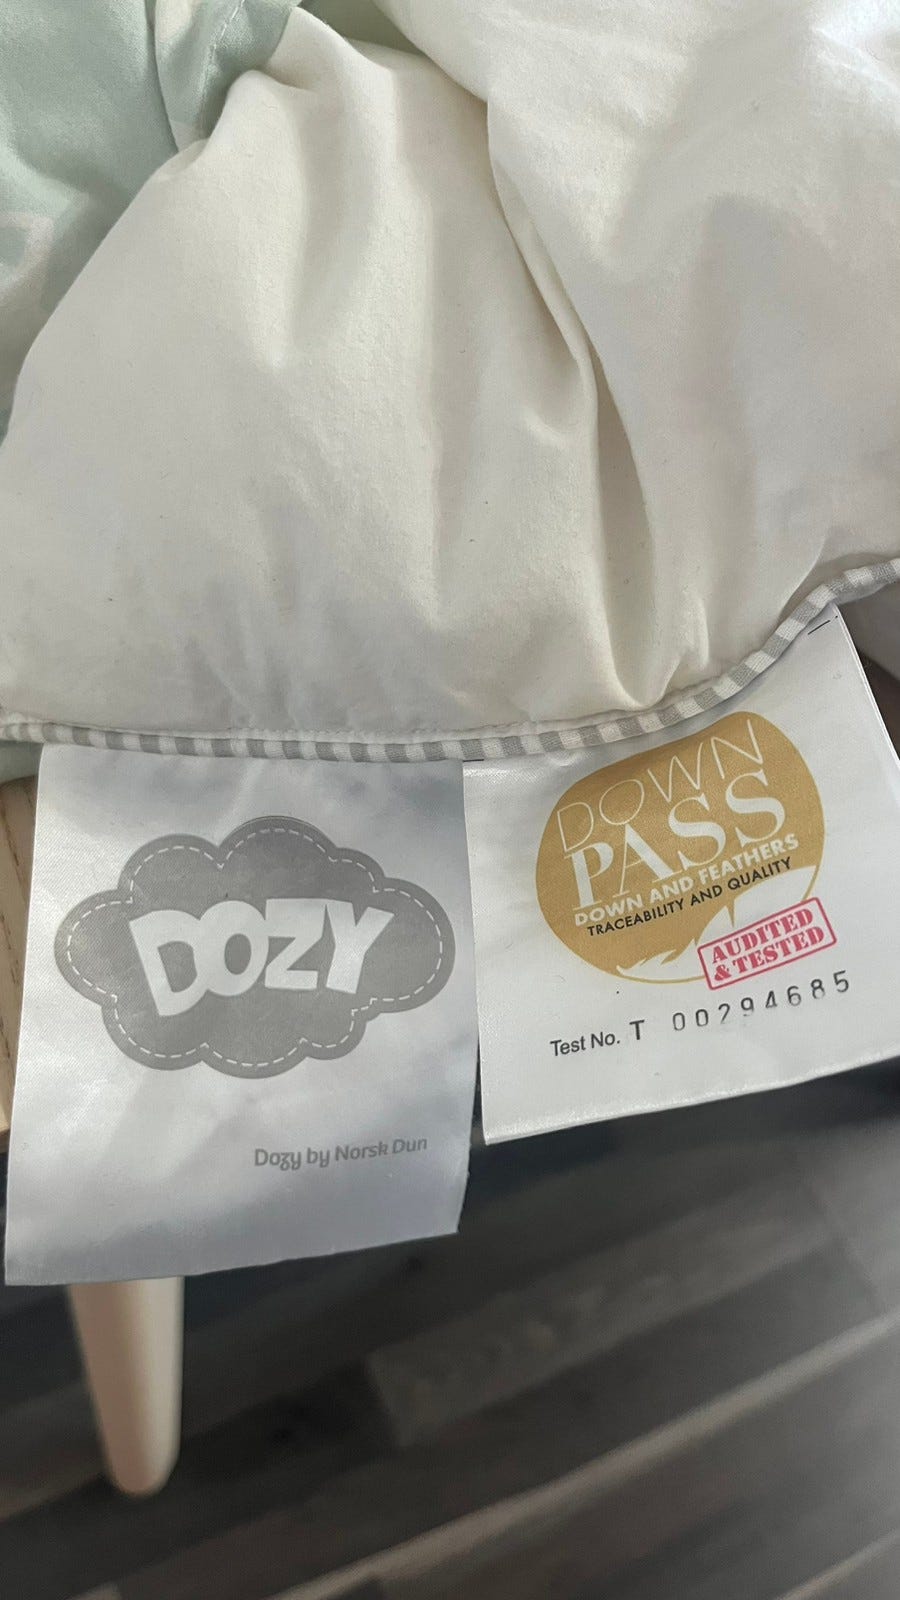 DOZY
Dozy by Norsk Dun
DOWN
PASS
DOWN AND FEATHERS
TRACEABILITY AND QUALITY
AUDITED
& TESTED
Test No. T 00294685